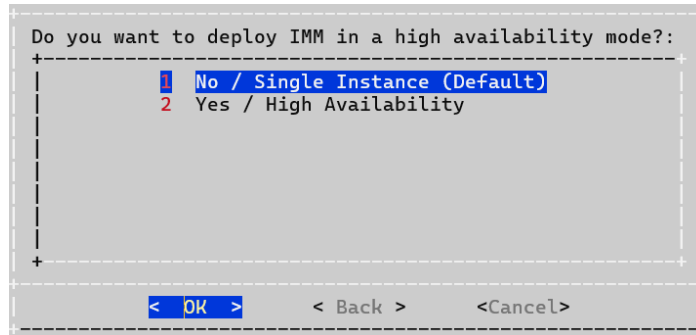 Do you want to deploy IMM in a high availability mode?:
1 No / Single Instance (Default)
2 Yes / High Availability
< OK > < Back > <Cancel>